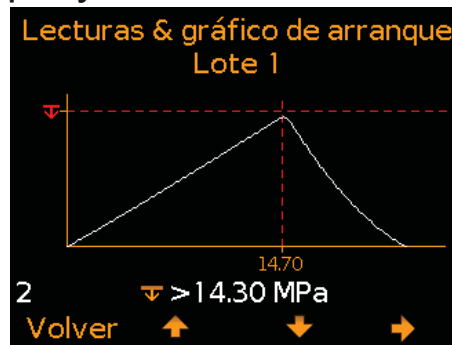 Lecturas & gráfico de arranque
Lote 1
14.70
2 >14.30 MPa
Volver